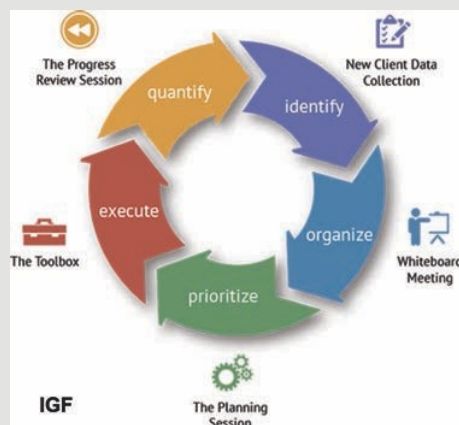 The Progress
Review Session
New Client Data
Collection
quantify
identify
execute
organize
The Toolbox
Whiteboard
Meeting
prioritize
IGF
The Planning
Session